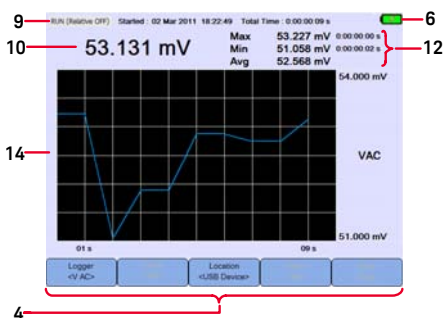 9 RUN (Relative OFF) Started : 02 Mar 2011 18:22:49 Total Time : 0:00:00:09 s 6
10 53.131 mV
Max 53.227 mV 0:00:00:00 s
Min 51.058 mV 0:00:00:02 s
Avg 52.568 mV
12
54.000 mV
14
VAC
51.000 mV
01 s 09 s
Logger Location
<V AC> <USB Device>
4